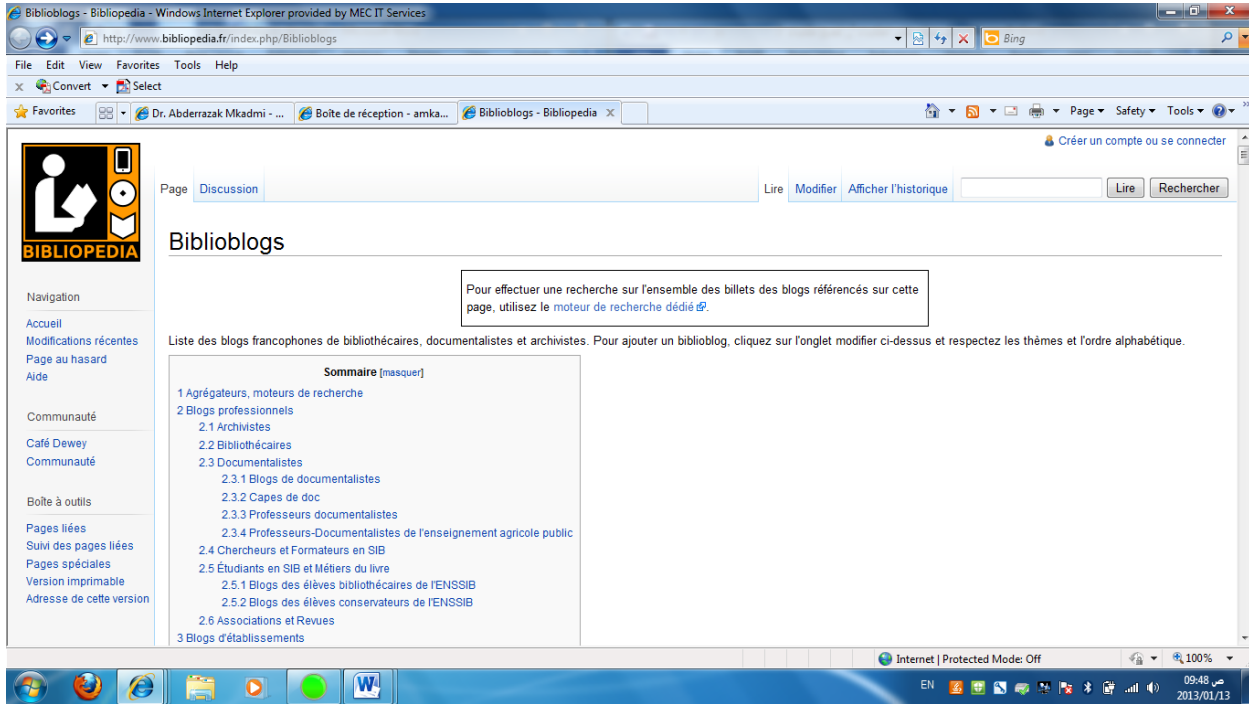 Biblioblogs - Bibliopedia - Windows Internet Explorer provided by MEC IT Services
http://www.bibliopedia.fr/index.php/Biblioblogs
Bing
File Edit View Favorites Tools Help
x Convert Select
Favorites Dr. Abderrazak Mkadmi - ... Boîte de réception - amka... Biblioblogs - Bibliopedia x Page Safety Tools
Créer un compte ou se connecter
Page Discussion Lire Modifier Afficher l'historique Lire Rechercher
BIBLIOPEDIA
Biblioblogs
Pour effectuer une recherche sur l'ensemble des billets des blogs référencés sur cette
page, utilisez le moteur de recherche dédié.
Navigation
Accueil
Modifications récentes
Page au hasard
Aide
Communauté
Café Dewey
Communauté
Boîte à outils
Pages liées
Suivi des pages liées
Pages spéciales
Version imprimable
Adresse de cette version
Liste des blogs francophones de bibliothécaires, documentalistes et archivistes. Pour ajouter un biblioblog, cliquez sur l'onglet modifier ci-dessus et respectez les thèmes et l'ordre alphabétique.
Sommaire [masquer]
1 Agrégateurs, moteurs de recherche
2 Blogs professionnels
2.1 Archivistes
2.2 Bibliothécaires
2.3 Documentalistes
2.3.1 Blogs de documentalistes
2.3.2 Capes de doc
2.3.3 Professeurs documentalistes
2.3.4 Professeurs-Documentalistes de l'enseignement agricole public
2.4 Chercheurs et Formateurs en SIB
2.5 Étudiants en SIB et Métiers du livre
2.5.1 Blogs des élèves bibliothécaires de l'ENSSIB
2.5.2 Blogs des élèves conservateurs de l'ENSSIB
2.6 Associations et Revues
3 Blogs d'établissements
Internet | Protected Mode: Off 100%
EN
09:48 ص
2013/01/13